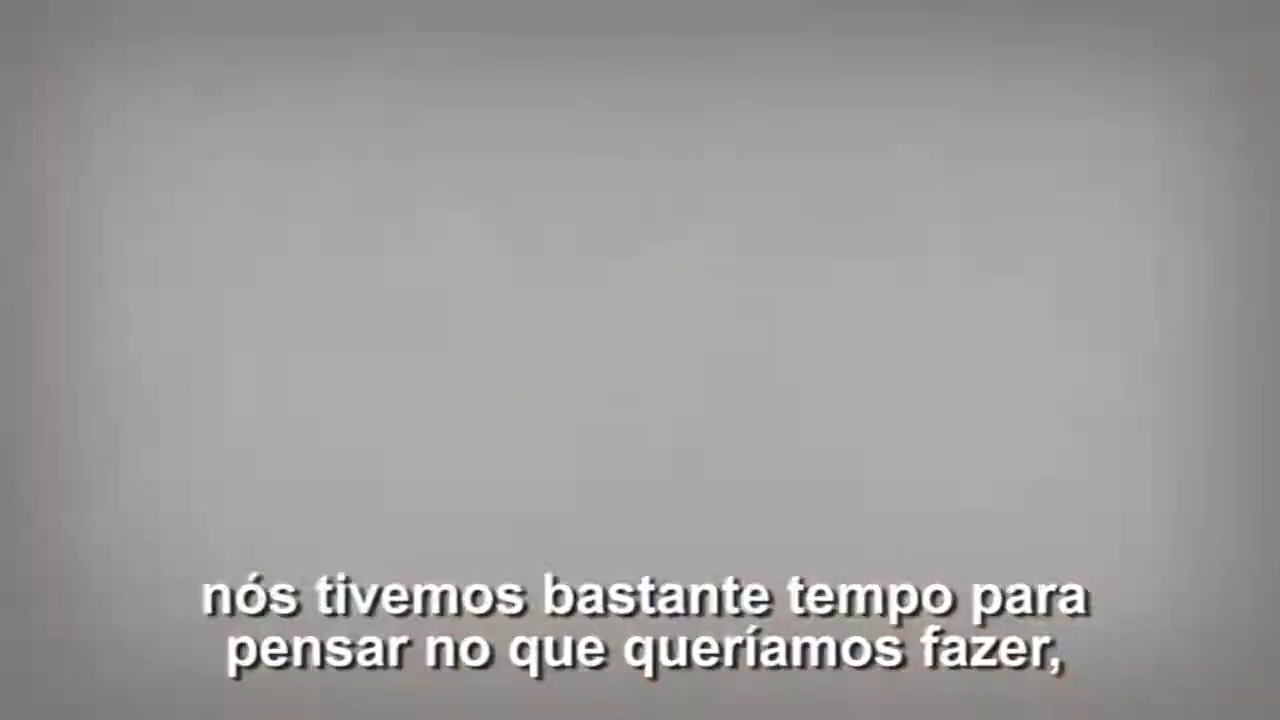 nós tivemos bastante tempo para
pensar no que queríamos fazer,